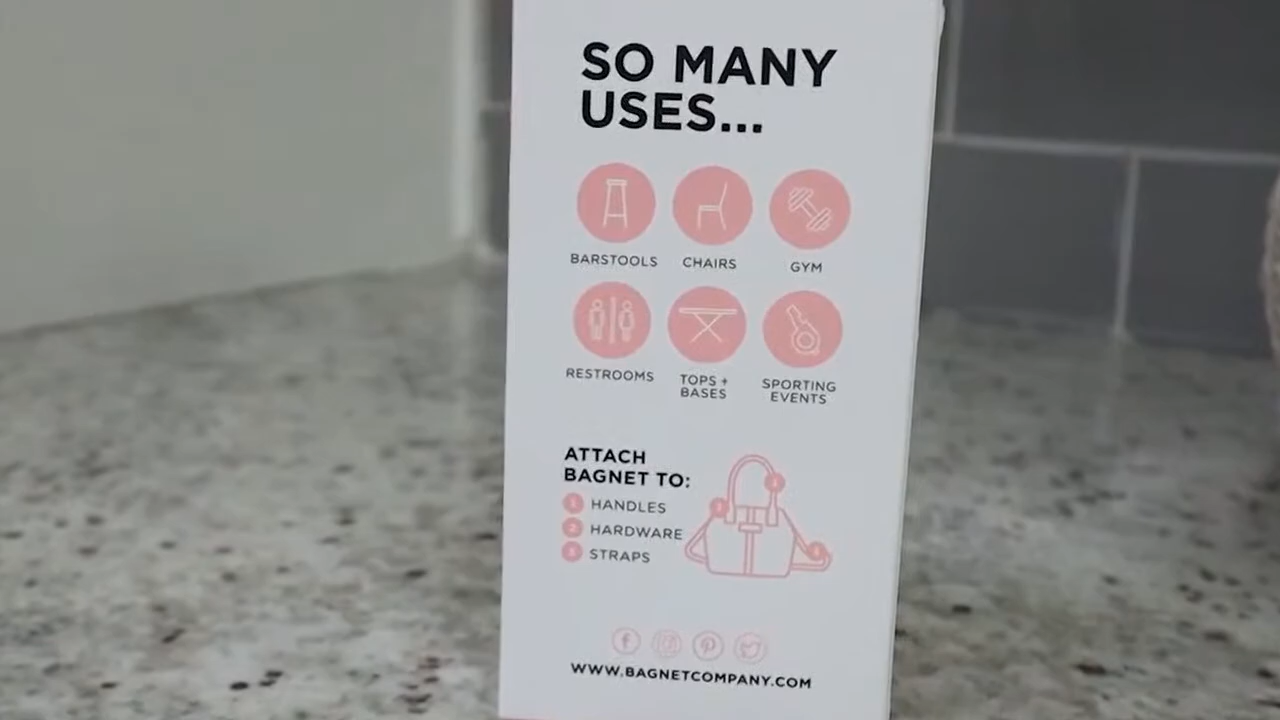 SO MANY
USES...
BARSTOOLS CHAIRS GYM
RESTROOMS TOPS + BASES SPORTING EVENTS
ATTACH
BAGNET TO:
1 HANDLES
2 HARDWARE
3 STRAPS
WWW.BAGNETCOMPANY.COM